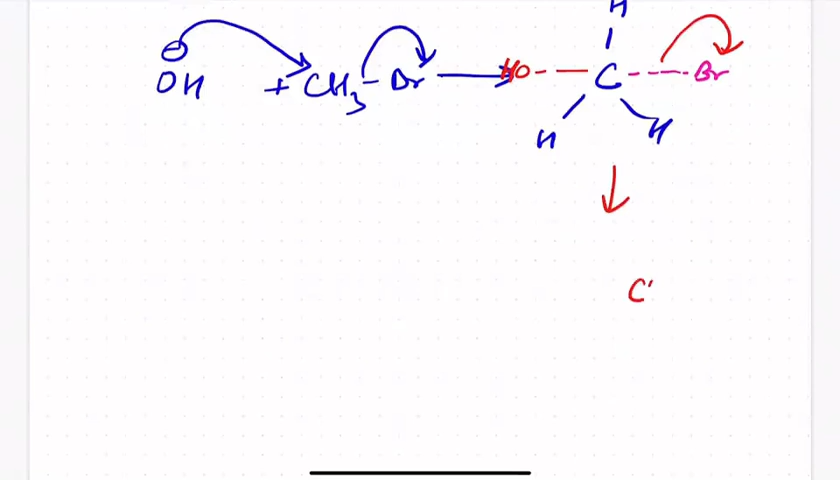 H
⊖
OH + CH3 - Br → HO -- C --- Br
H H
↓
C